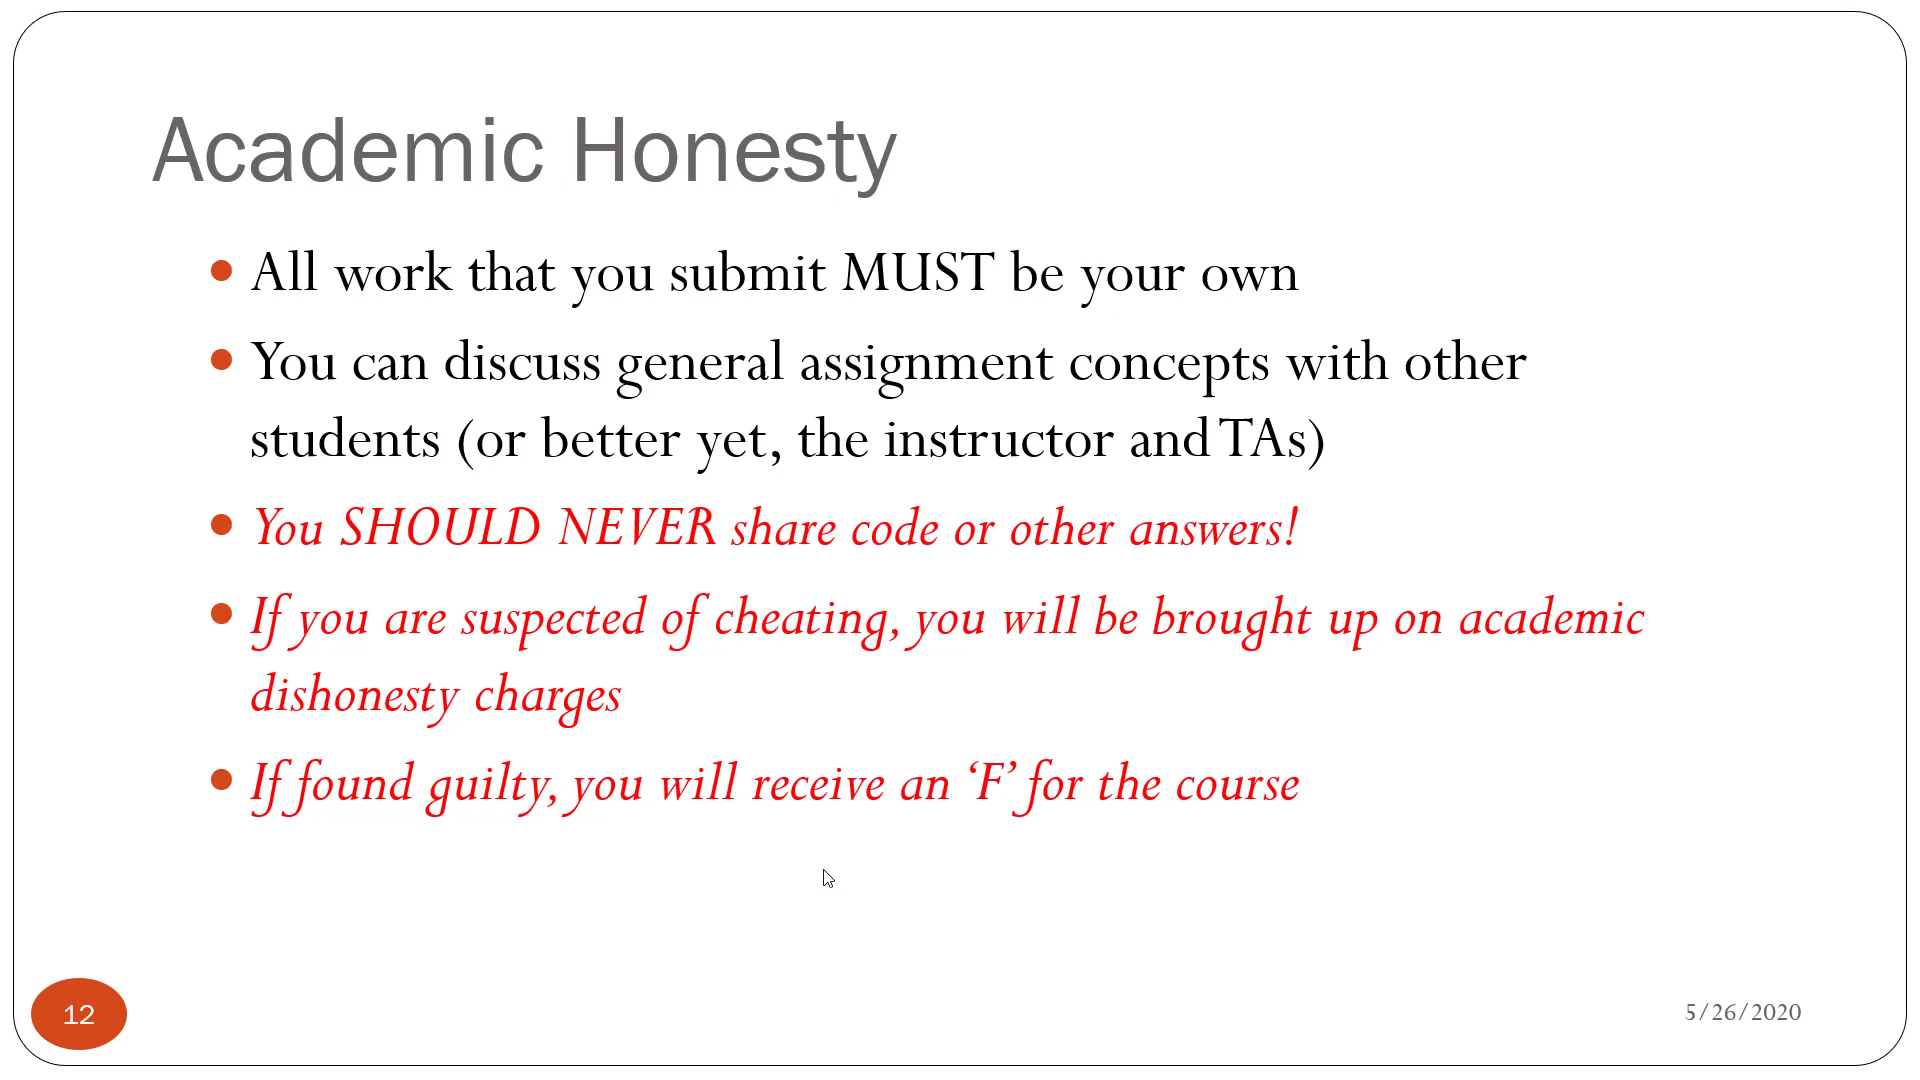 Academic Honesty
All work that you submit MUST be your own
You can discuss general assignment concepts with other
students (or better yet, the instructor and TAs)
You SHOULD NEVER share code or other answers!
If you are suspected of cheating, you will be brought up on academic
dishonesty charges
If found guilty, you will receive an ‘F’ for the course
12
5/26/2020